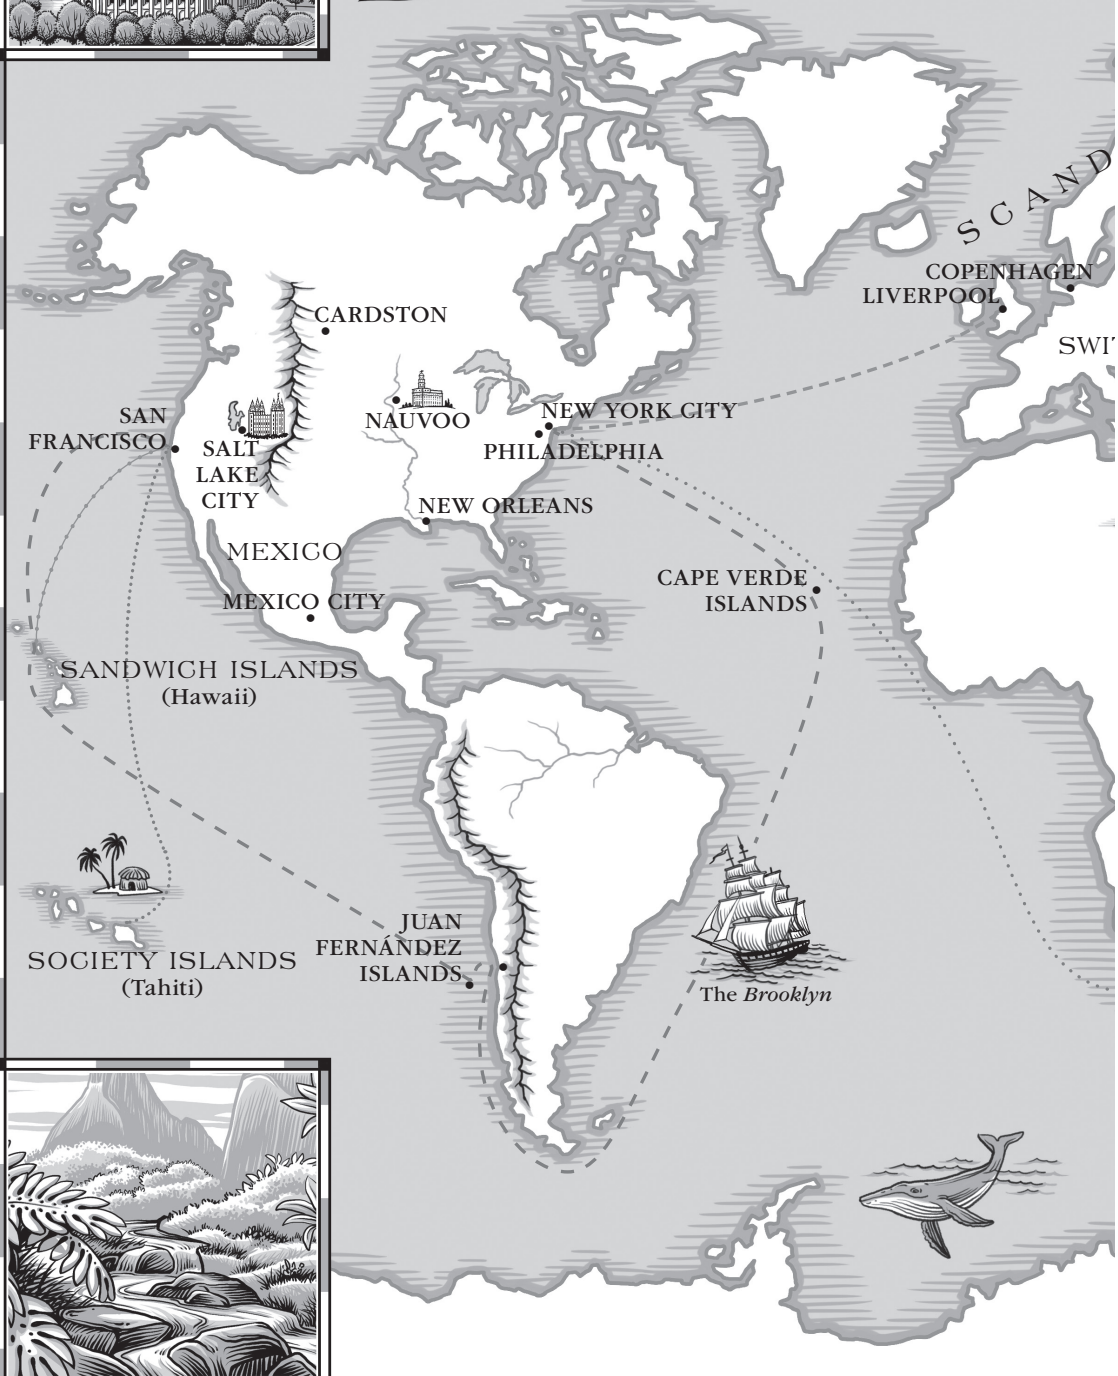 SCAND
COPENHAGEN
LIVERPOOL
SWIT
CARDSTON
NAUVOO
NEW YORK CITY
PHILADELPHIA
SAN
FRANCISCO
SALT
LAKE
CITY
NEW ORLEANS
MEXICO
MEXICO CITY
CAPE VERDE
ISLANDS
SANDWICH ISLANDS
(Hawaii)
JUAN
FERNÁNDEZ
ISLANDS
SOCIETY ISLANDS
(Tahiti)
The Brooklyn